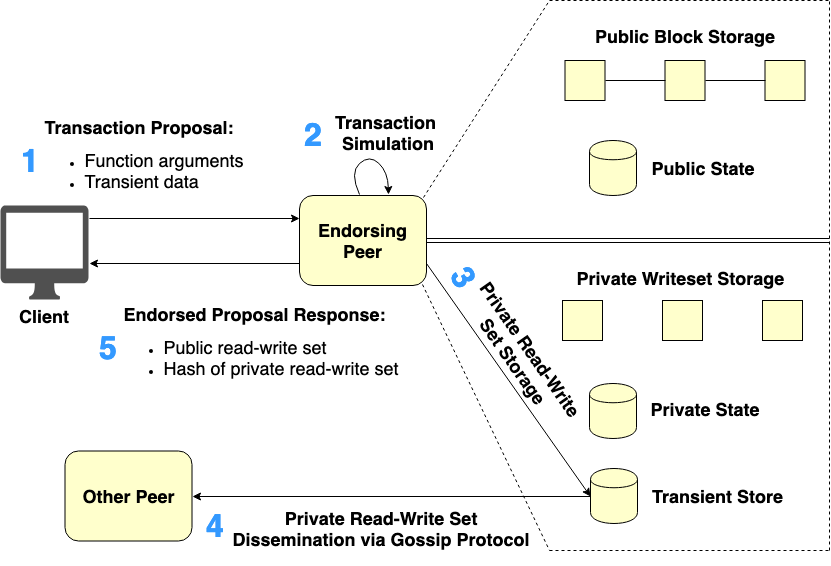 Public Block Storage
Transaction Proposal:
1
• Function arguments
• Transient data
2
Transaction
Simulation
Public State
Endorsing
Peer
Client
3
Private Read-Write
Set Storage
Private Writeset Storage
Endorsed Proposal Response:
5
• Public read-write set
• Hash of private read-write set
Private State
Other Peer
Transient Store
4
Private Read-Write Set
Dissemination via Gossip Protocol